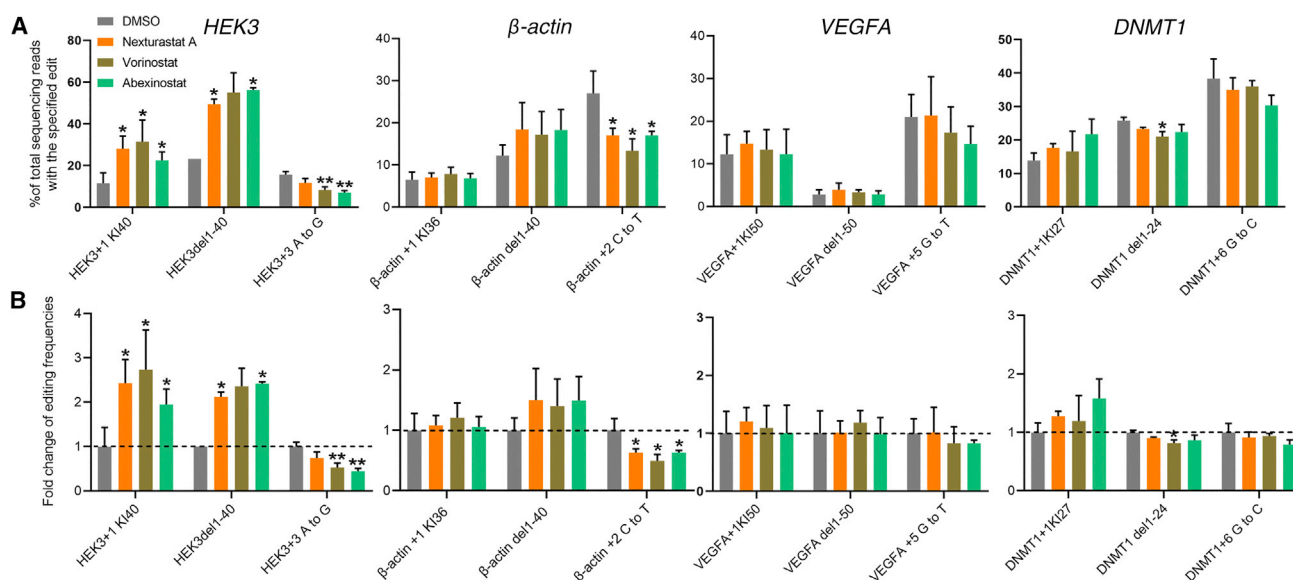 A
DMSO
Nexturastat A
Vorinostat
Abexinostat
HEK3
β-actin
VEGFA
DNMT1
%of total sequencing reads
with the specified edit
80
60
40
20
0
* * * * * ** **
HEK3+1 KI40
HEK3del1-40
HEK3+3 A to G
40
30
20
10
0
* * *
β-actin +1 KI36
β-actin del1-40
β-actin +2 C to T
40
30
20
10
0
VEGFA+1KI50
VEGFA del1-50
VEGFA +5 G to T
50
40
30
20
10
0
*
DNMT1+1KI27
DNMT1 del1-24
DNMT1+6 G to C
B
Fold change of editing frequencies
4
3
2
1
0
* * * * * ** **
HEK3+1 KI40
HEK3del1-40
HEK3+3 A to G
3
2
1
0
* * *
β-actin +1 KI36
β-actin del1-40
β-actin +2 C to T
3
2
1
0
VEGFA+1KI50
VEGFA del1-50
VEGFA +5 G to T
3
2
1
0
*
DNMT1+1KI27
DNMT1 del1-24
DNMT1+6 G to C